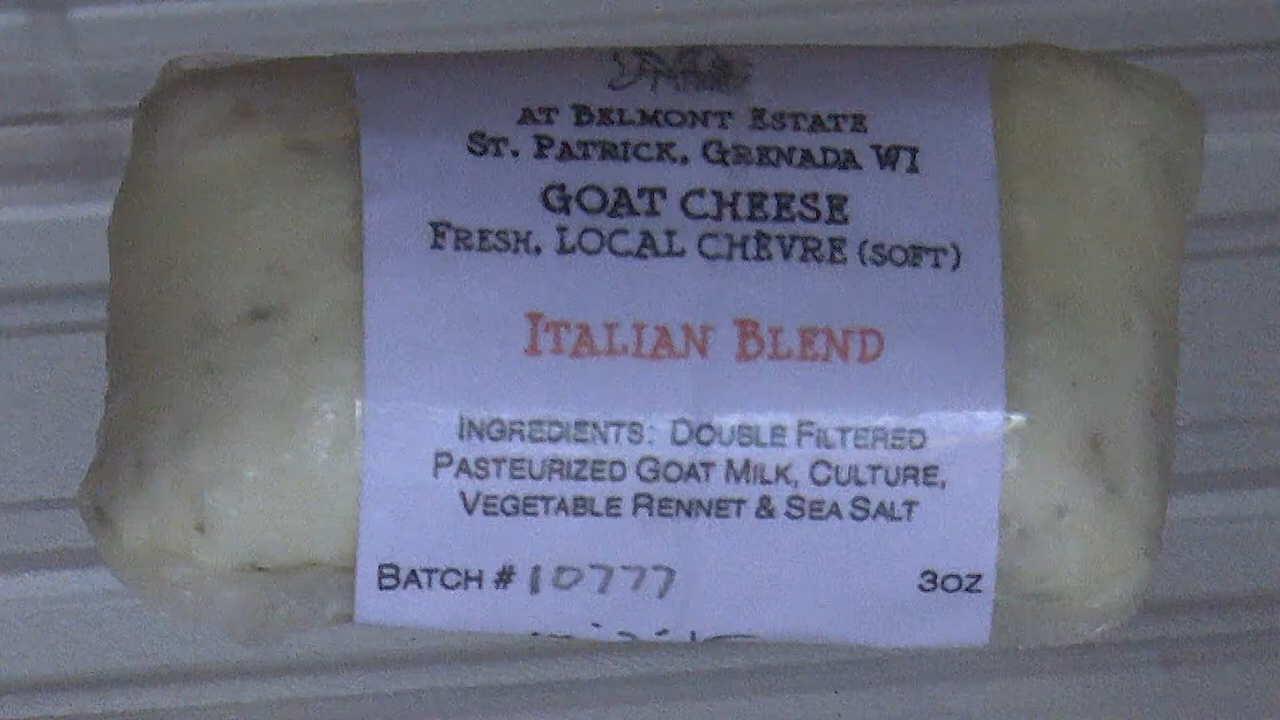 AT BELMONT ESTATE
ST. PATRICK, GRENADA WI
GOAT CHEESE
FRESH, LOCAL CHÈVRE (SOFT)
ITALIAN BLEND
INGREDIENTS: DOUBLE FILTERED
PASTEURIZED GOAT MILK, CULTURE,
VEGETABLE RENNET & SEA SALT
BATCH # 10777 3OZ